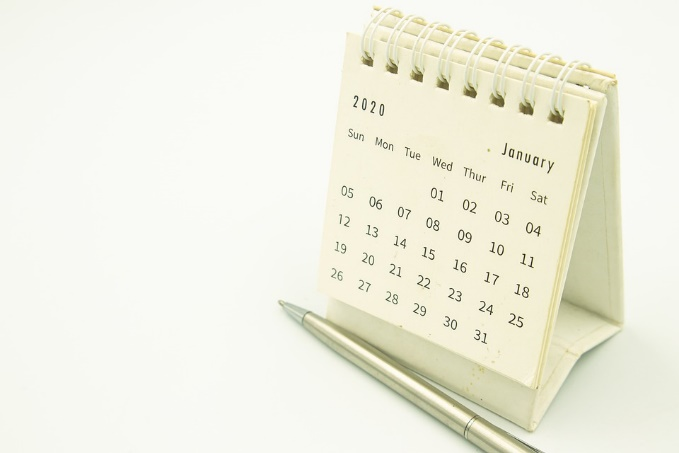 2020
January
Sun Mon Tue Wed Thur Fri Sat
01 02 03 04
05 06 07 08 09 10 11
12 13 14 15 16 17 18
19 20 21 22 23 24 25
26 27 28 29 30 31